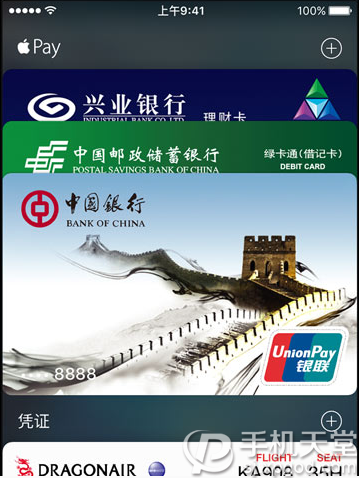 上午9:41
100%
Pay
兴业银行
INDUSTRIAL BANK CO.,LTD.
理财卡
中国邮政储蓄银行
POSTAL SAVINGS BANK OF CHINA
绿卡通(借记卡)
DEBIT CARD
中国银行
BANK OF CHINA
8888
UnionPay
银联
凭证
DRAGONAIR
FLIGHT SEAT
KA908 35H
手机天堂